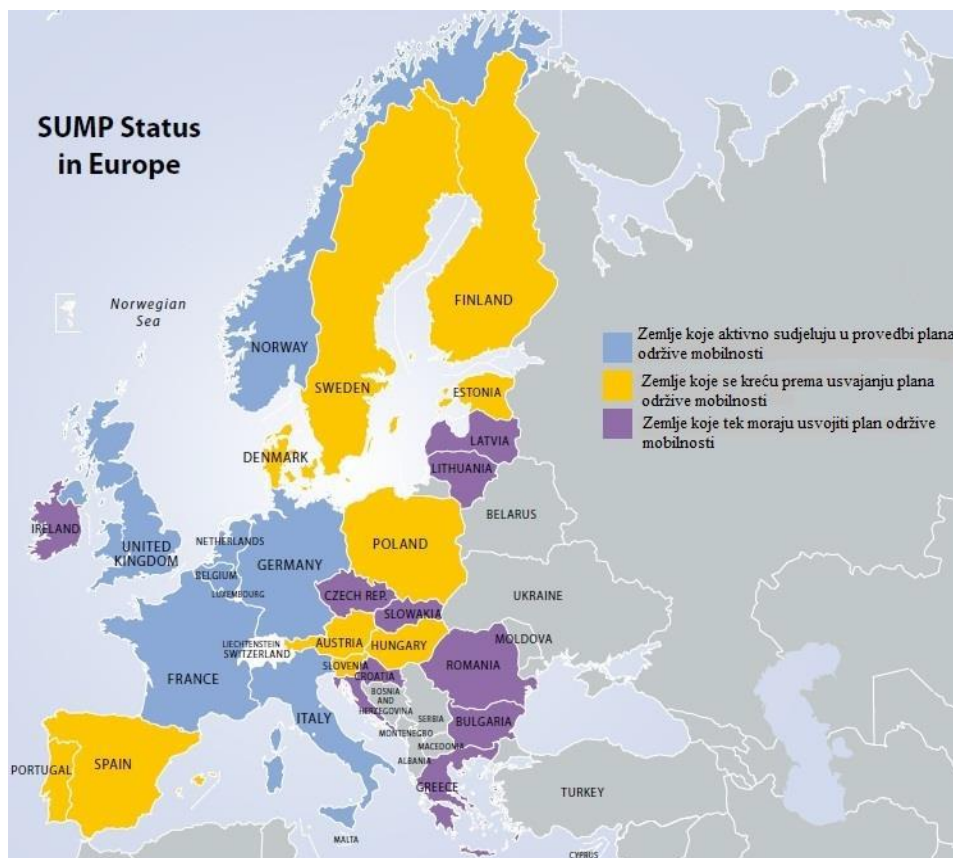 SUMP Status
in Europe
Norwegian
Sea
NORWAY
SWEDEN
FINLAND
ESTONIA
LATVIA
LITHUANIA
DENMARK
IRELAND
UNITED
KINGDOM
NETHERLANDS
BELGIUM
LUXEMBOURG
GERMANY
POLAND
BELARUS
UKRAINE
MOLDOVA
CZECH REP.
SLOWAKIA
LIECHTENSTEIN
SWITZERLAND
AUSTRIA
HUNGARY
SLOVENIA
CROATIA
BOSNIA
AND
HERZEGOVINA
SERBIA
MONTENEGRO
MACEDONIA
ALBANIA
ROMANIA
BULGARIA
GREECE
TURKEY
CYPRUS
FRANCE
ITALY
MALTA
PORTUGAL
SPAIN
Zemlje koje aktivno sudjeluju u provedbi plana
održive mobilnosti
Zemlje koje se kreću prema usvajanju plana
održive mobilnosti
Zemlje koje tek moraju usvojiti plan održive
mobilnosti